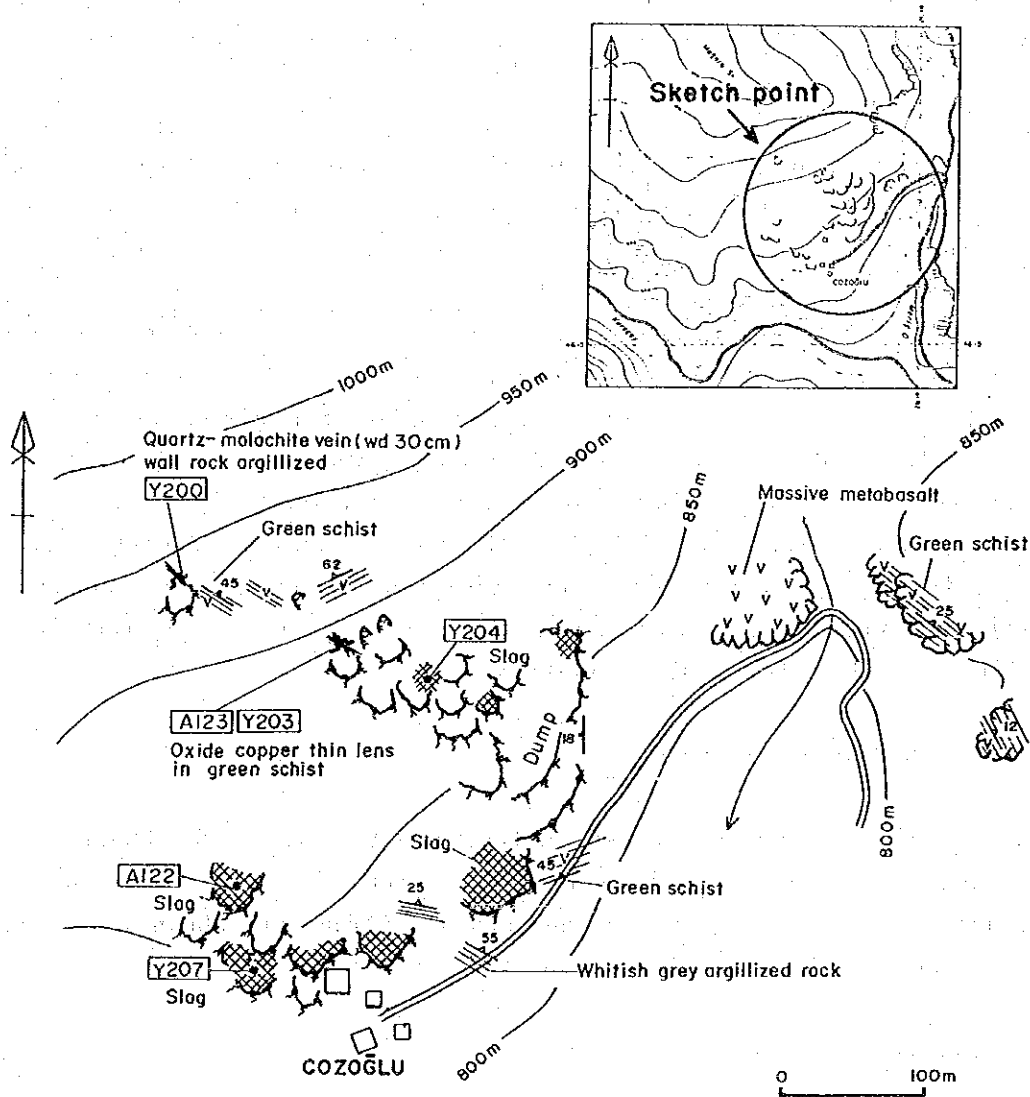 Sketch point
COZOĞLU
1000m
950m
900m
850m
850m
Quartz-molochite vein (wd 30 cm)
wall rock argillized
Y200
Green schist
45
62
Massive metabasalt
Green schist
25
12
Y204
Slag
A123 Y203
Oxide copper thin lens
in green schist
Dump
18
Slag
45
Green schist
A122
Slag
25
55
Y207
Slag
Whitish grey argillized rock
800m
800m
COZOĞLU
0 100m